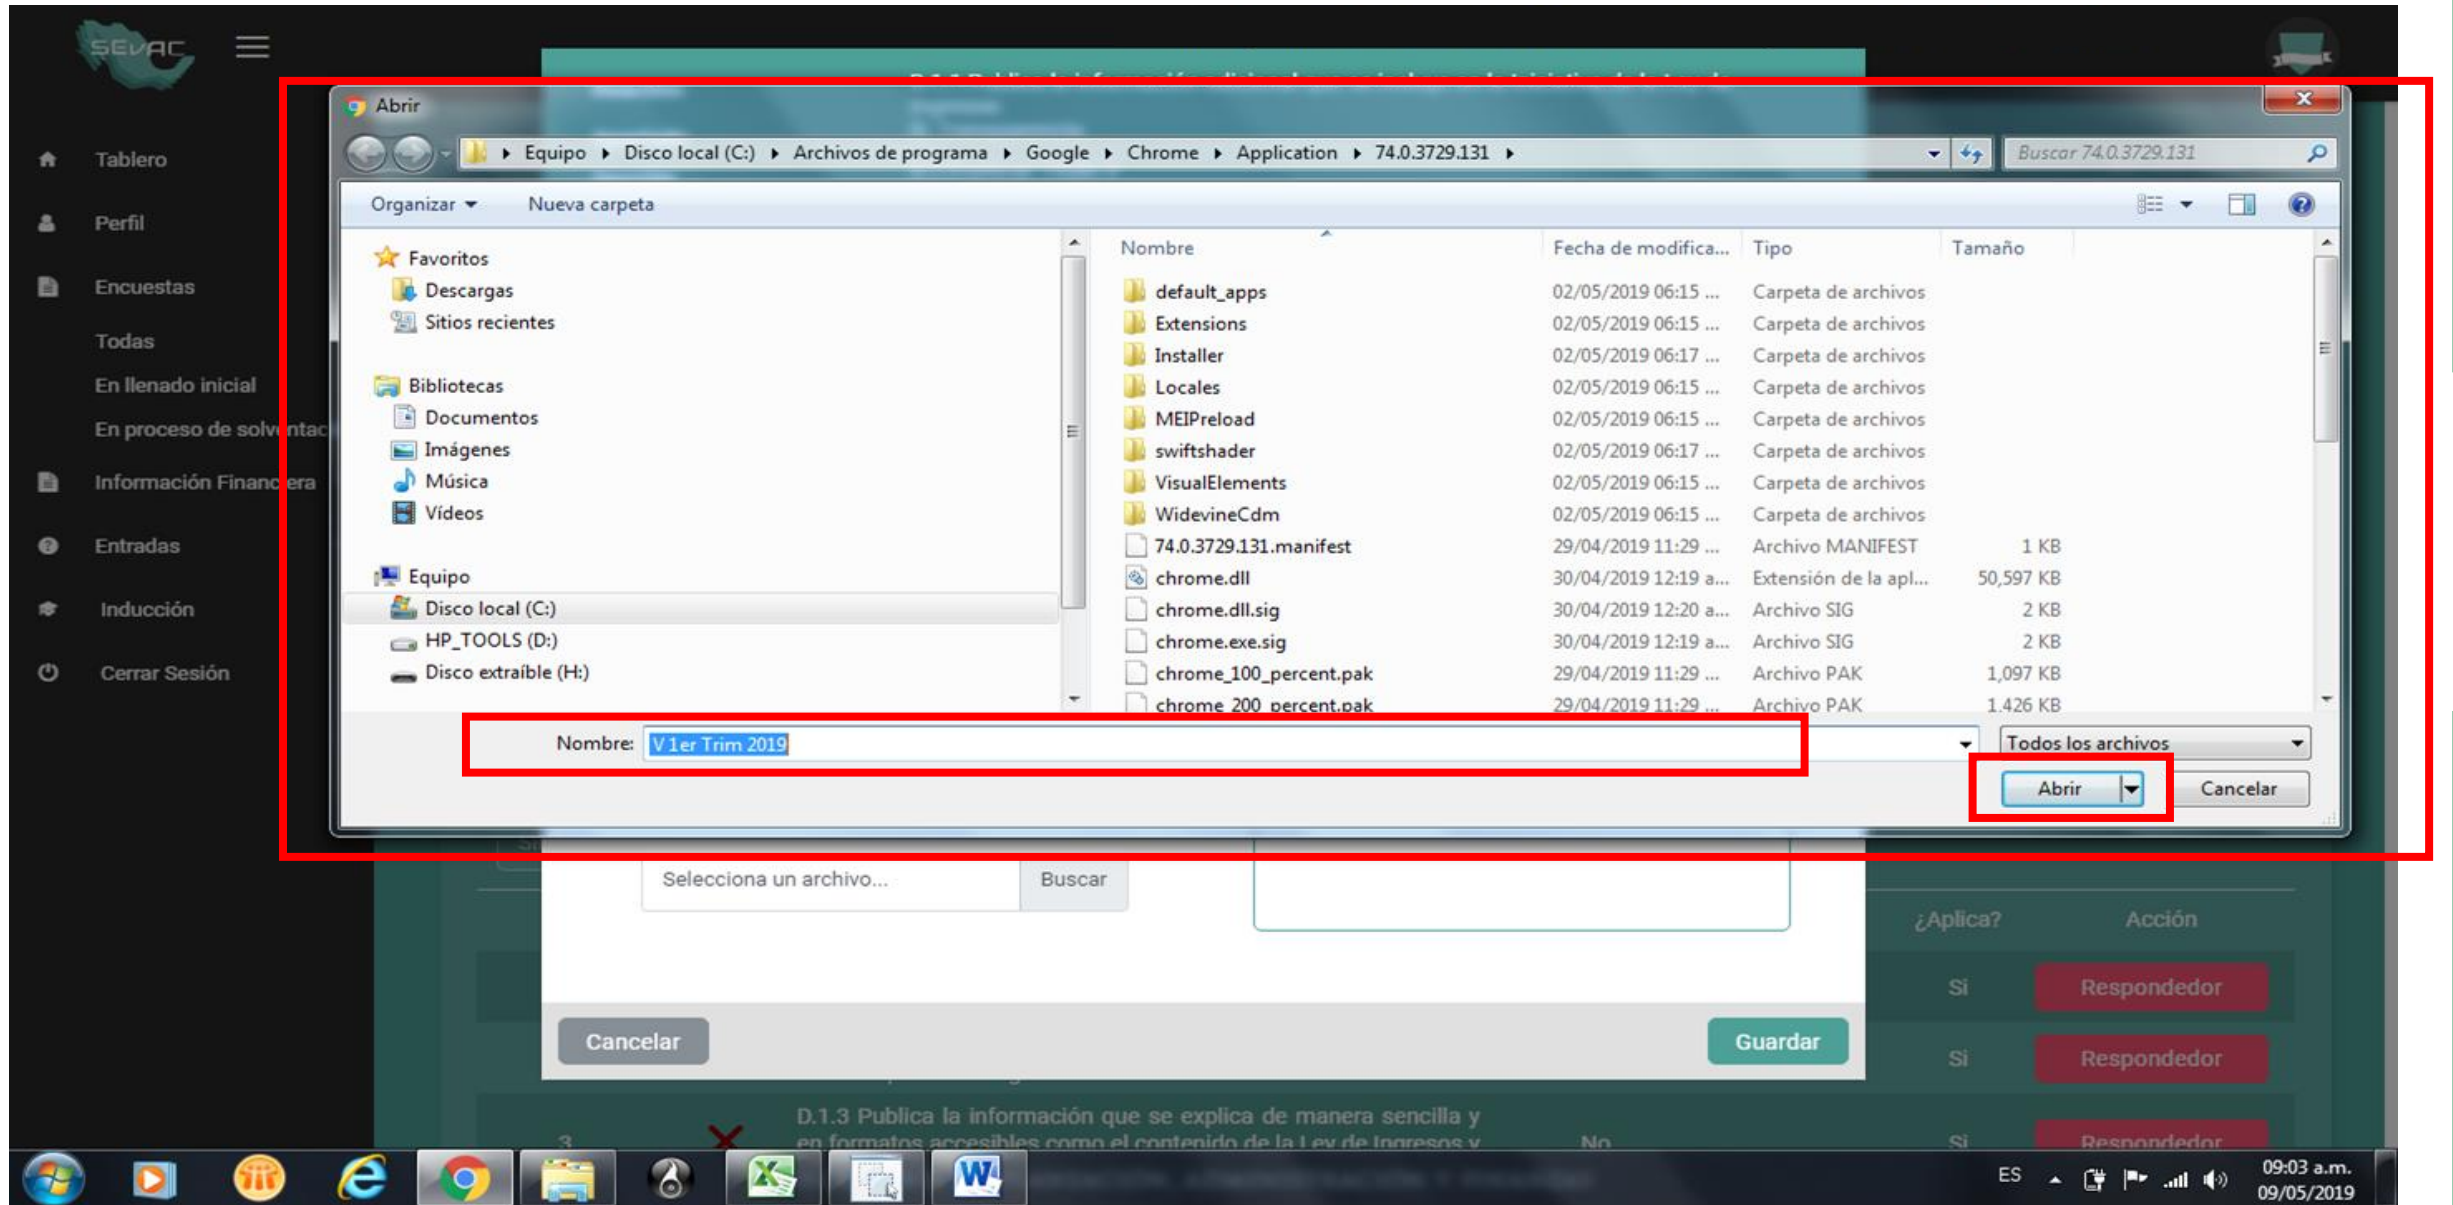 SEVAC
Abrir
Equipo Disco local (C:) Archivos de programa Google Chrome Application 74.0.3729.131
Buscar 74.0.3729.131
Organizar Nueva carpeta
Tablero
Perfil
Encuestas
Todas
En llenado inicial
En proceso de solventac
Información Financiera
Entradas
Inducción
Cerrar Sesión
Favoritos
Descargas
Sitios recientes
Bibliotecas
Documentos
Imágenes
Música
Vídeos
Equipo
Disco local (C:)
HP_TOOLS (D:)
Disco extraíble (H:)
Nombre Fecha de modifica... Tipo Tamaño
default_apps 02/05/2019 06:15 ... Carpeta de archivos
Extensions 02/05/2019 06:15 ... Carpeta de archivos
Installer 02/05/2019 06:17 ... Carpeta de archivos
Locales 02/05/2019 06:15 ... Carpeta de archivos
MEIPreload 02/05/2019 06:15 ... Carpeta de archivos
swiftshader 02/05/2019 06:17 ... Carpeta de archivos
VisualElements 02/05/2019 06:15 ... Carpeta de archivos
WidevineCdm 02/05/2019 06:15 ... Carpeta de archivos
74.0.3729.131.manifest 29/04/2019 11:29 ... Archivo MANIFEST 1 KB
chrome.dll 30/04/2019 12:19 a... Extensión de la apl... 50,597 KB
chrome.dll.sig 30/04/2019 12:20 a... Archivo SIG 2 KB
chrome.exe.sig 30/04/2019 12:19 a... Archivo SIG 2 KB
chrome_100_percent.pak 29/04/2019 11:29 ... Archivo PAK 1,097 KB
chrome_200_percent.pak 29/04/2019 11:29 ... Archivo PAK 1,426 KB
Nombre: V 1er Trim 2019 Todos los archivos
Abrir Cancelar
Selecciona un archivo... Buscar
¿Aplica? Acción
Si Respondedor
Cancelar Guardar
Si Respondedor
D.1.3 Publica la información que se explica de manera sencilla y
3 en formatos accesibles como el contenido de la Ley de Ingresos y No Si Respondedor
ES 09:03 a.m.
09/05/2019